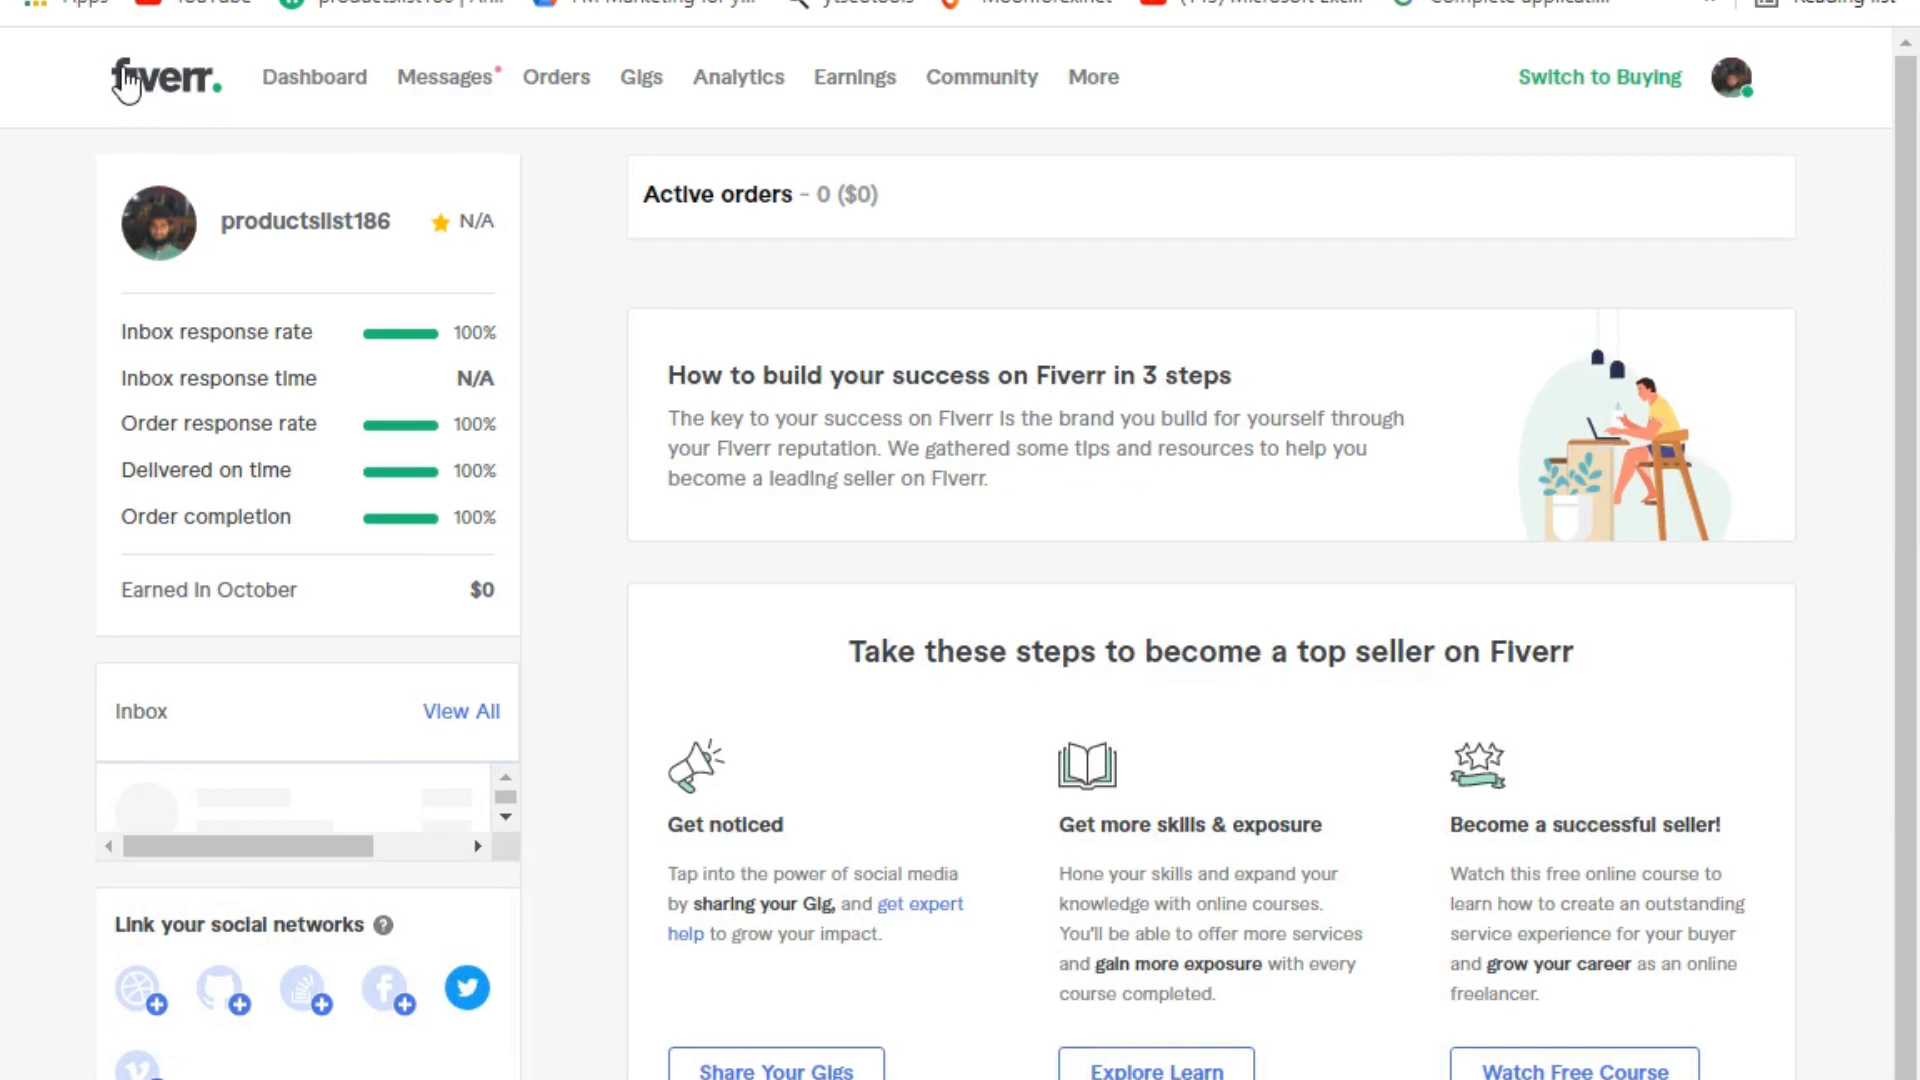 Apps
YouTube
fiverr.
Dashboard
Messages
Orders
Gigs
Analytics
Earnings
Community
More
Switch to Buying
productslist186
N/A
Inbox response rate 100%
Inbox response time N/A
Order response rate 100%
Delivered on time 100%
Order completion 100%
Earned In October $0
Inbox
View All
Link your social networks ?
Active orders - 0 ($0)
How to build your success on Fiverr in 3 steps
The key to your success on Fiverr is the brand you build for yourself through
your Fiverr reputation. We gathered some tips and resources to help you
become a leading seller on Fiverr.
Take these steps to become a top seller on Fiverr
Get noticed
Tap into the power of social media
by sharing your Gig, and get expert
help to grow your impact.
Share Your Gigs
Get more skills & exposure
Hone your skills and expand your
knowledge with online courses.
You'll be able to offer more services
and gain more exposure with every
course completed.
Explore Learn
Become a successful seller!
Watch this free online course to
learn how to create an outstanding
service experience for your buyer
and grow your career as an online
freelancer.
Watch Free Course